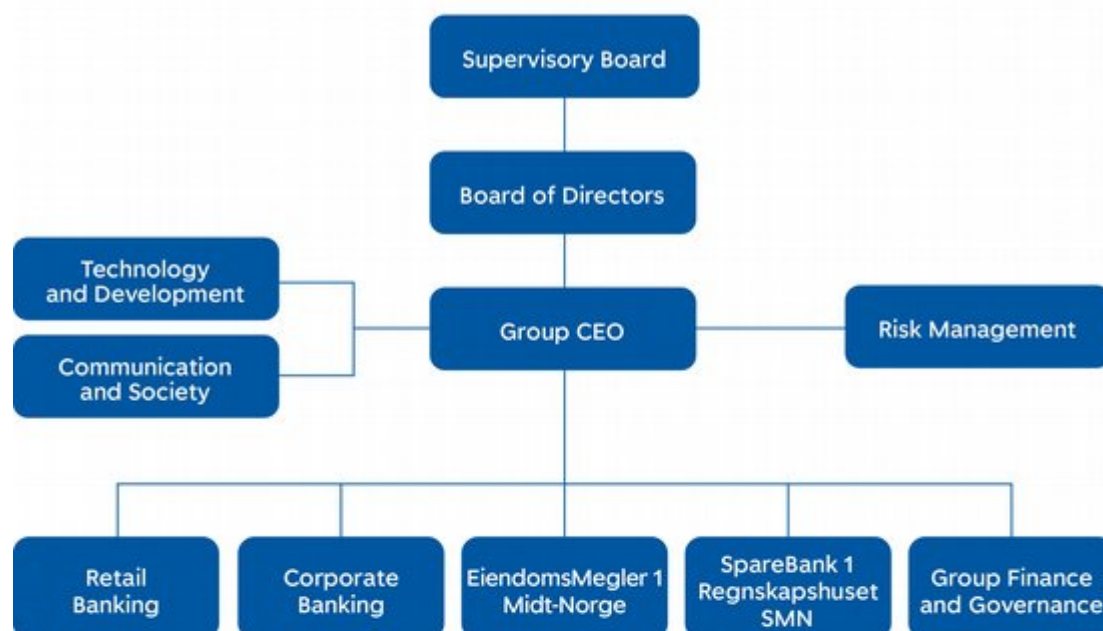 Supervisory Board
Board of Directors
Technology
and Development
Communication
and Society
Group CEO
Risk Management
Retail
Banking
Corporate
Banking
EiendomsMegler 1
Midt-Norge
SpareBank 1
Regnskapshuset
SMN
Group Finance
and Governance